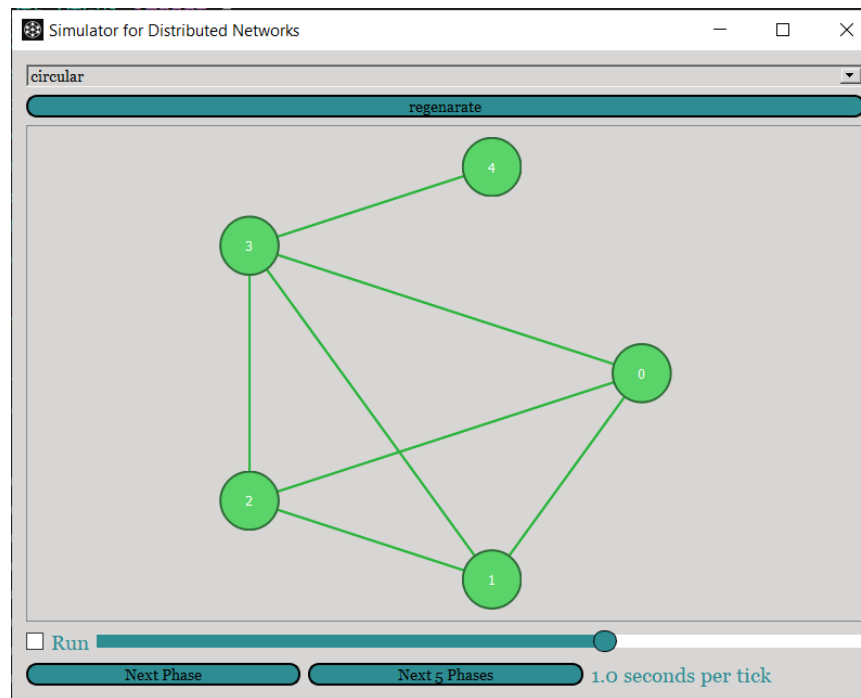 Simulator for Distributed Networks
circular
regenarate
4
3
0
2
1
Run
Next Phase Next 5 Phases 1.0 seconds per tick